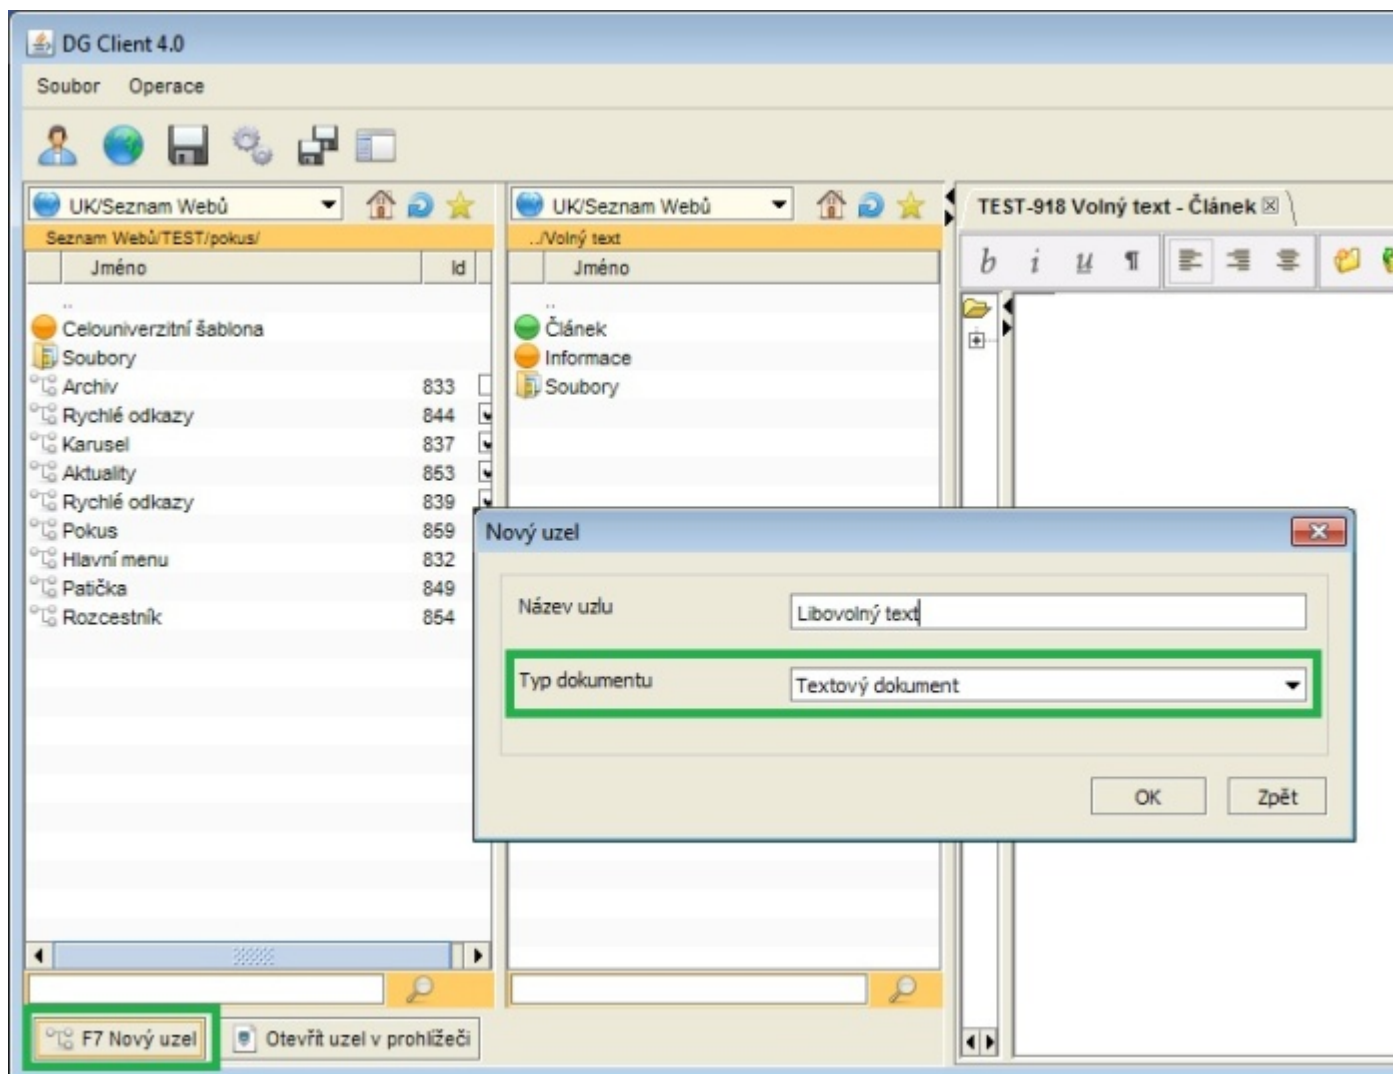 DG Client 4.0
Soubor Operace
UK/Seznam Webů
Seznam Webů/TEST/pokus/
Jméno Id
..
Celouniverzitní šablona
Soubory
Archiv 833
Rychlé odkazy 844
Karusel 837
Aktuality 853
Rychlé odkazy 839
Pokus 859
Hlavní menu 832
Patička 849
Rozcestník 854
F7 Nový uzel Otevřít uzel v prohlížeči
UK/Seznam Webů
../Volný text
Jméno
..
Článek
Informace
Soubory
TEST-918 Volný text - Článek
b i u ¶
Nový uzel
Název uzlu Libovolný text
Typ dokumentu Textový dokument
OK Zpět